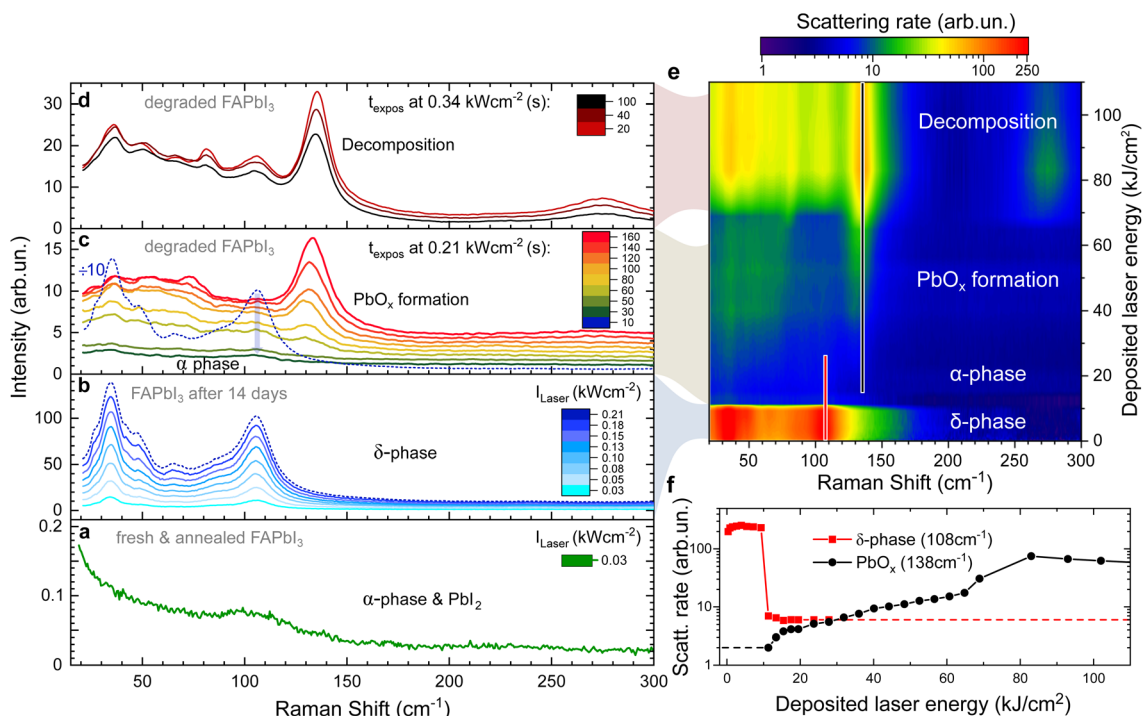 Scattering rate (arb.un.)
1 10 100 250
d degraded FAPbI3 t_expos at 0.34 kWcm-2 (s):
100
40
20
Decomposition
30
20
10
0
c degraded FAPbI3 t_expos at 0.21 kWcm-2 (s):
÷10
160
140
120
100
80
60
50
30
10
PbOx formation
α phase
15
10
5
0
b FAPbI3 after 14 days I_Laser (kWcm-2)
0.21
0.18
0.15
0.13
0.10
0.08
0.05
0.03
δ-phase
100
50
0
a fresh & annealed FAPbI3 I_Laser (kWcm-2)
0.03
α-phase & PbI2
0.2
0.1
0
Intensity (arb.un.)
50 100 150 200 250 300
Raman Shift (cm-1)
e
Decomposition
PbOx formation
α-phase
δ-phase
100
80
60
40
20
0
Deposited laser energy (kJ/cm2)
50 100 150 200 250 300
Raman Shift (cm-1)
f
δ-phase (108cm-1)
PbOx (138cm-1)
100
10
1
Scatt. rate (arb.un.)
0 20 40 60 80 100
Deposited laser energy (kJ/cm2)